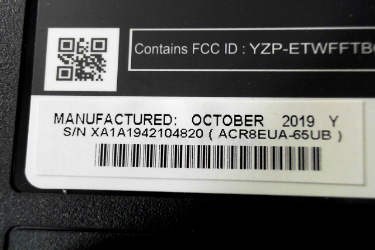 Contains FCC ID : YZP-ETWFFTB
MANUFACTURED: OCTOBER 2019 Y
S/N XA1A1942104820 ( ACR8EUA-65UB )